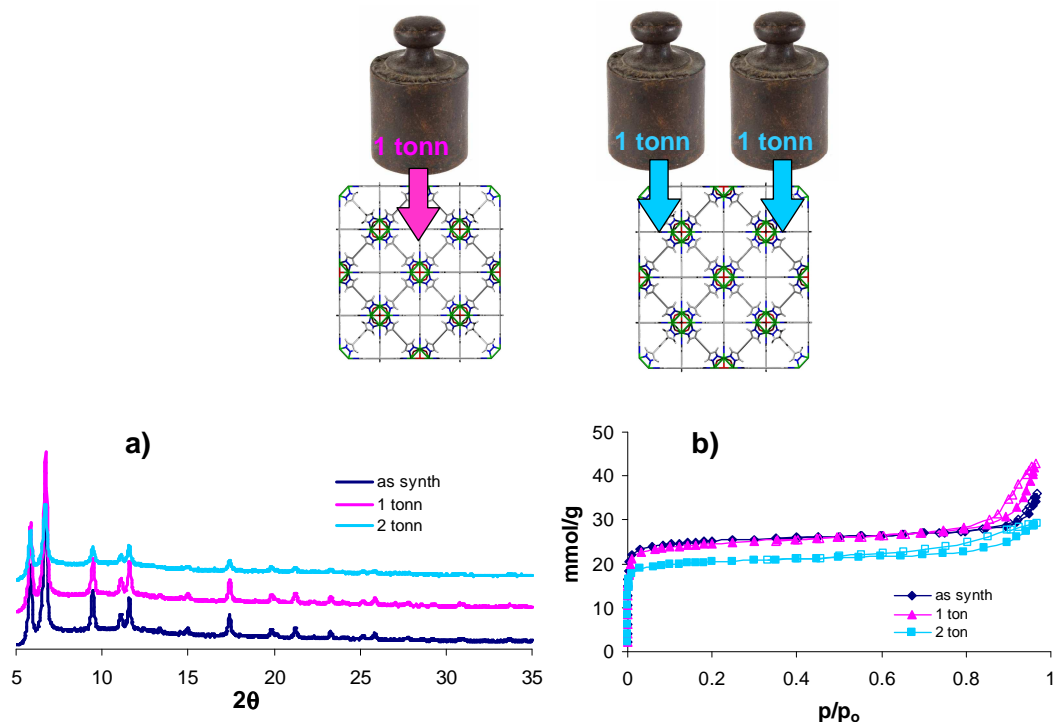 1 tonn
1 tonn
1 tonn
a)
as synth
1 tonn
2 tonn
5
10
15
20
25
30
35
2θ
b)
50
40
30
20
10
0
mmol/g
as synth
1 ton
2 ton
0
0.2
0.4
0.6
0.8
1
p/po